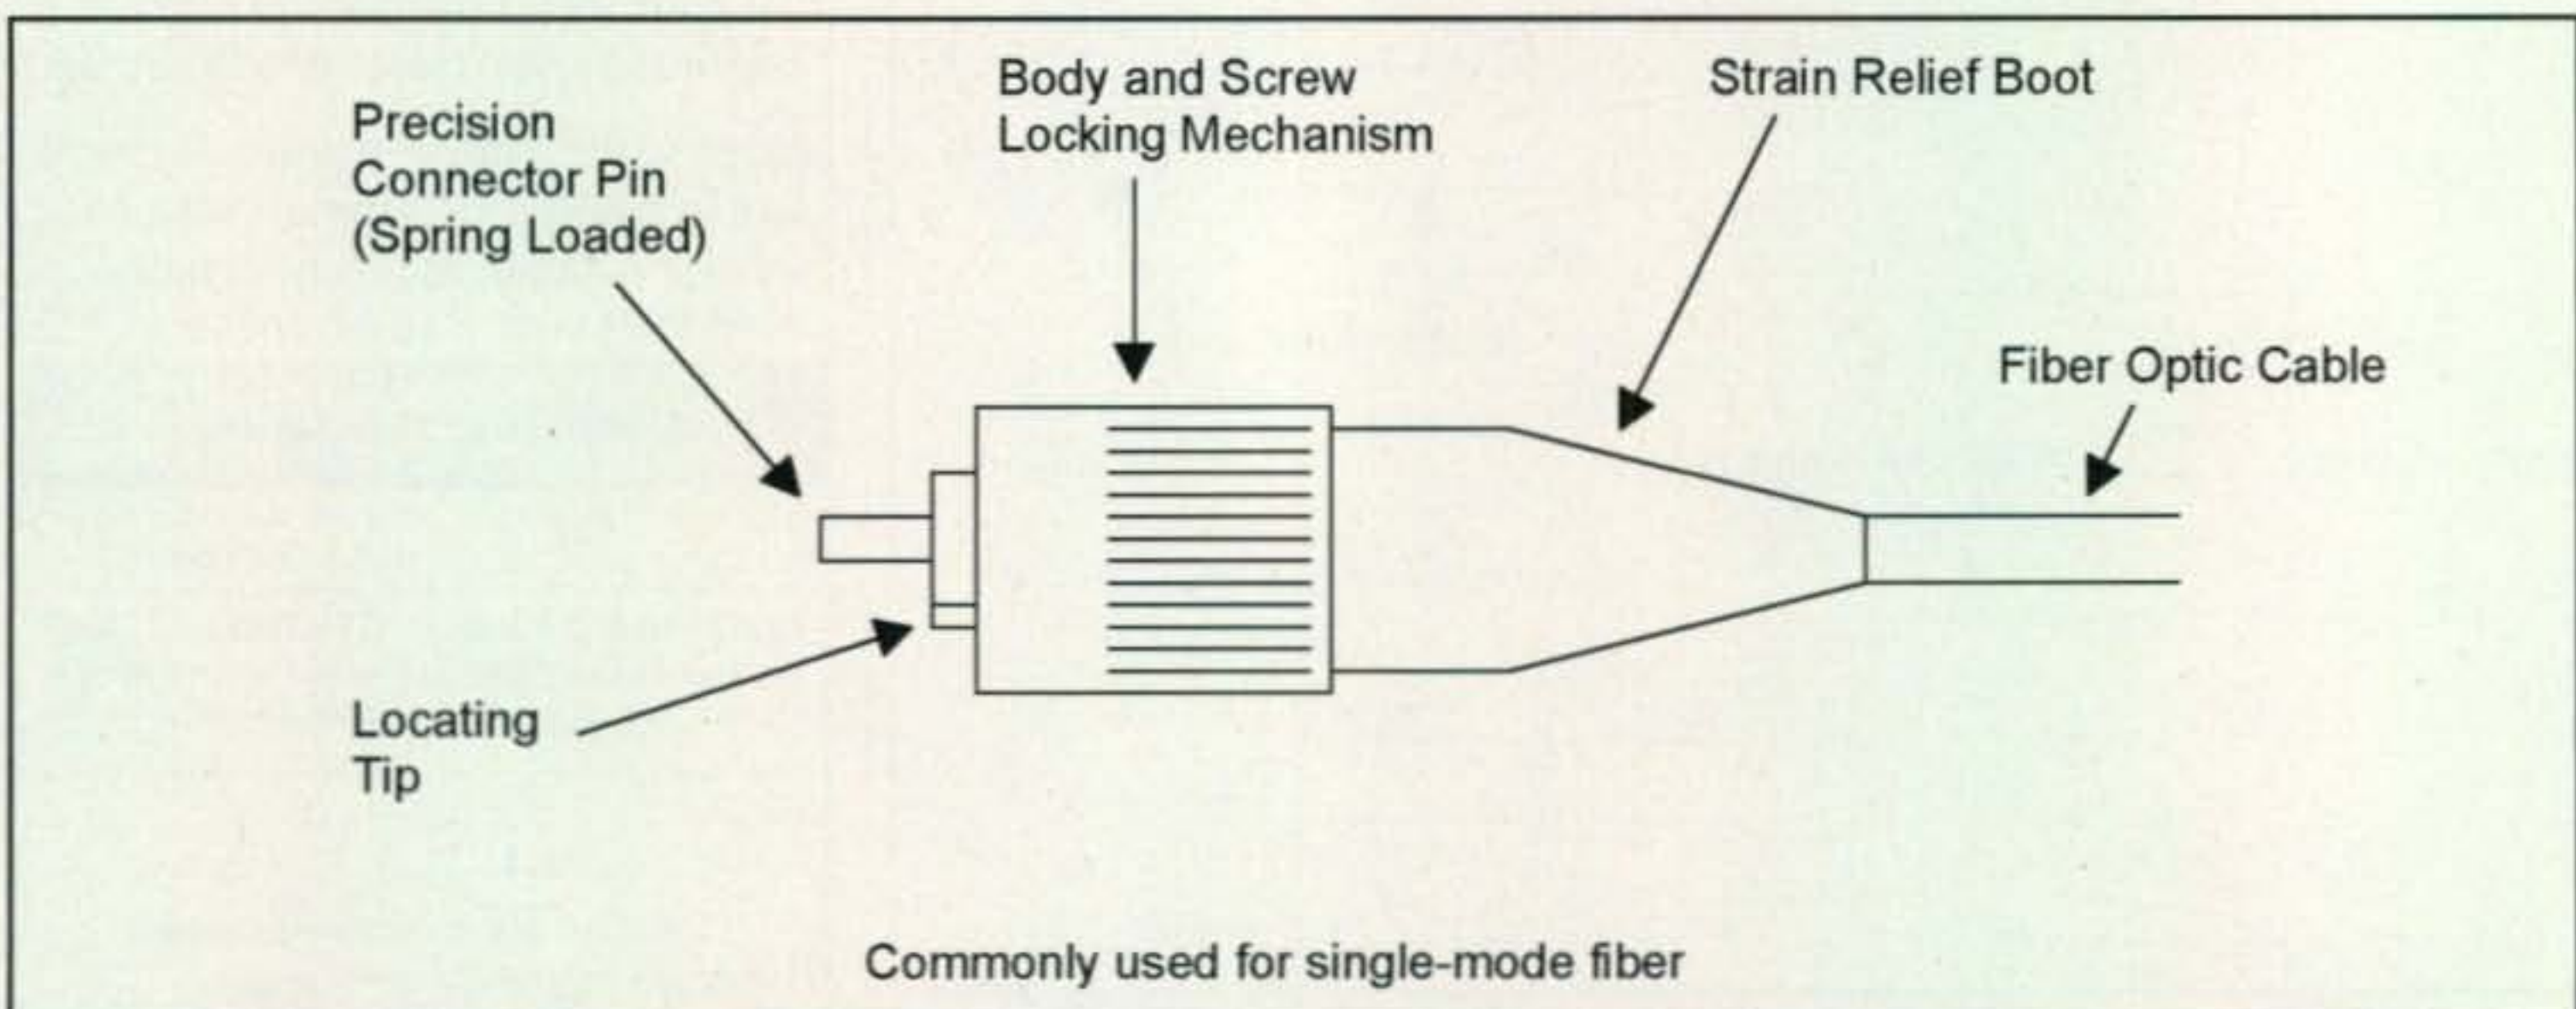 Precision
Connector Pin
(Spring Loaded)
Body and Screw
Locking Mechanism
Strain Relief Boot
Fiber Optic Cable
Locating
Tip
Commonly used for single-mode fiber